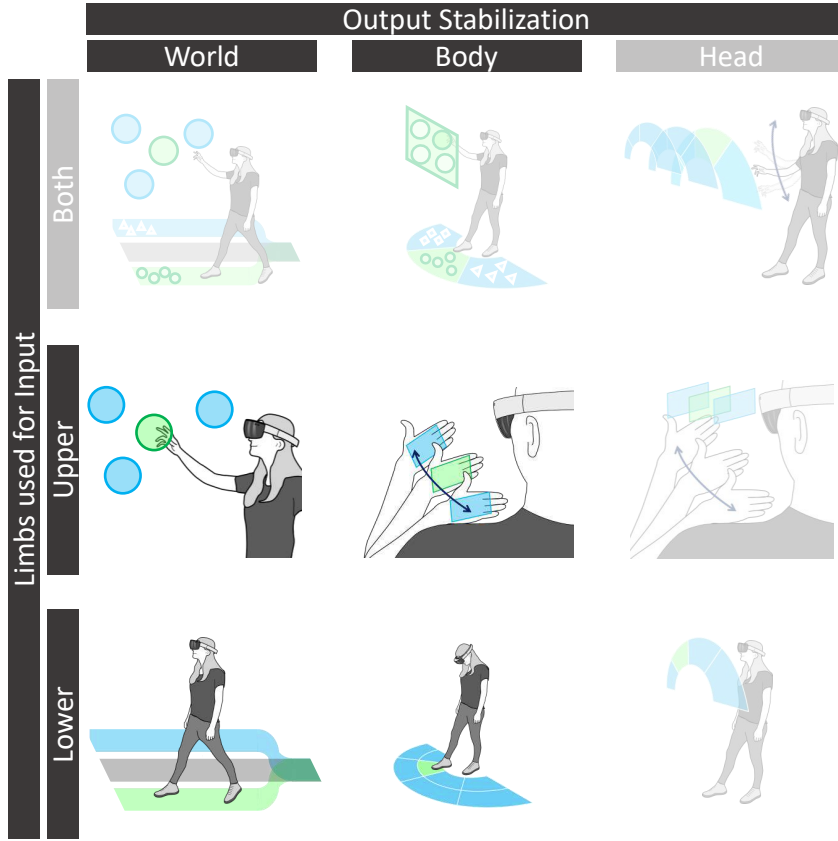 Output Stabilization
World
Body
Head
Limbs used for Input
Both
Upper
Lower